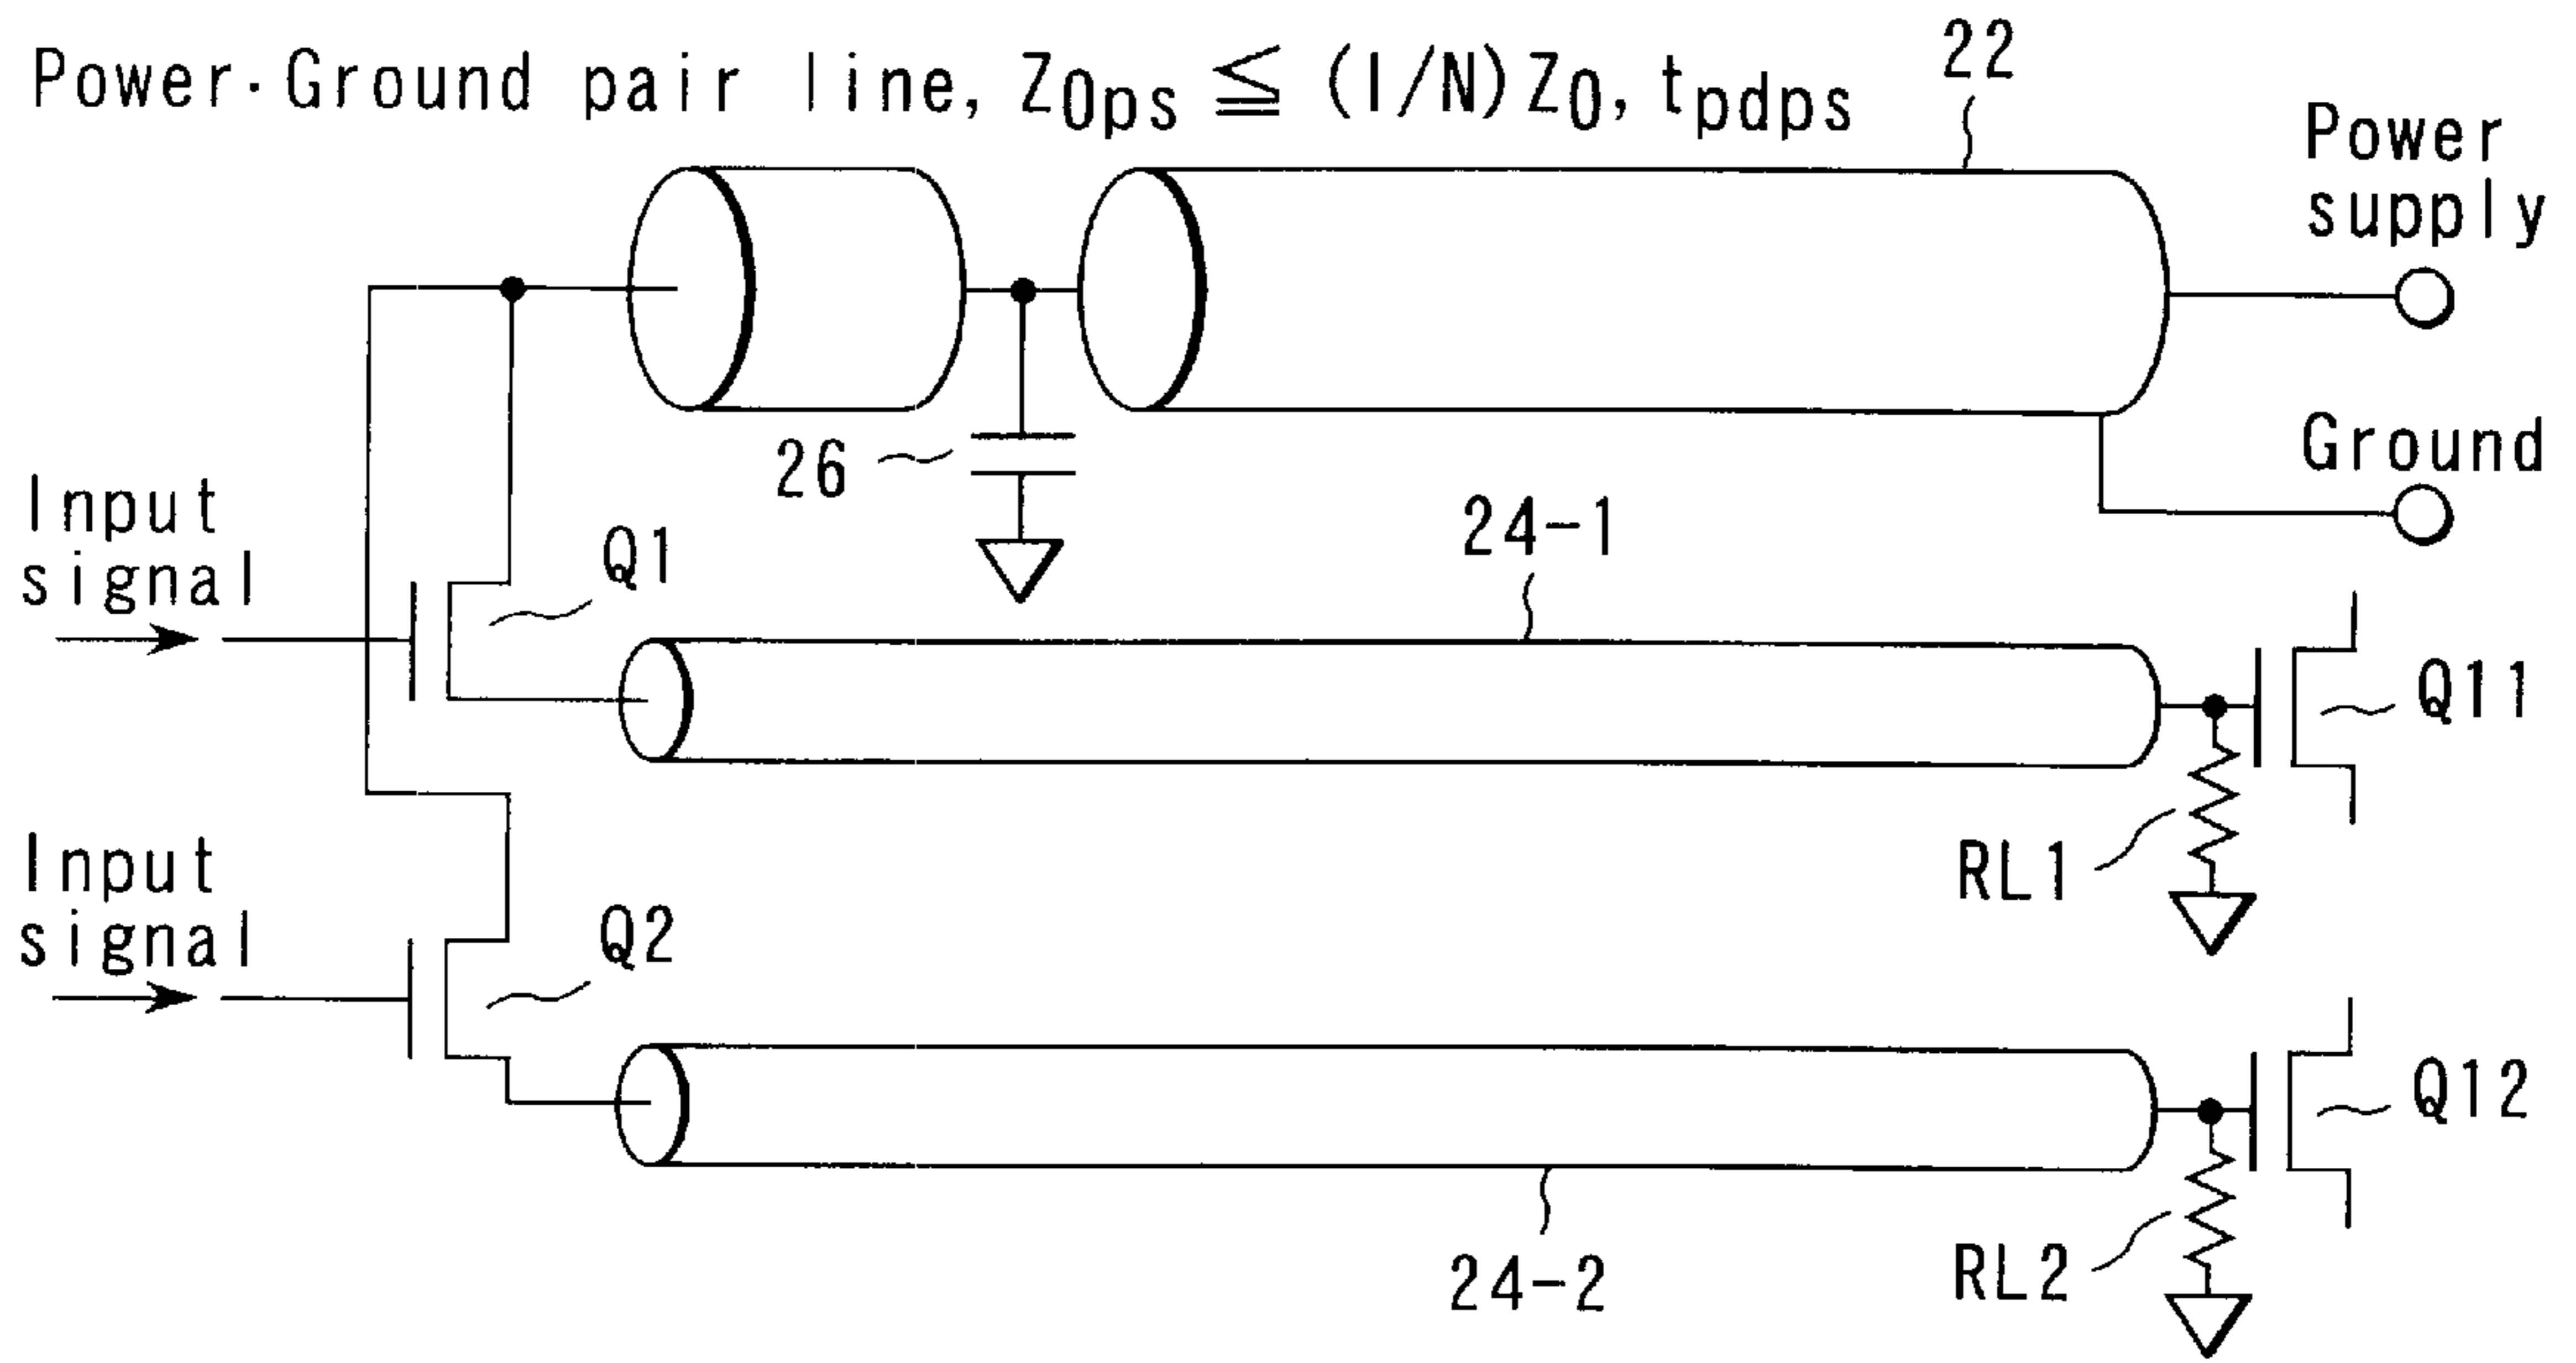 Power·Ground pair line, Z0ps ≦ (1/N) Z0, tpdps
22
Power
supply
26
Ground
24-1
Input
signal
Q1
Q11
RL1
Input
signal
Q2
Q12
24-2
RL2